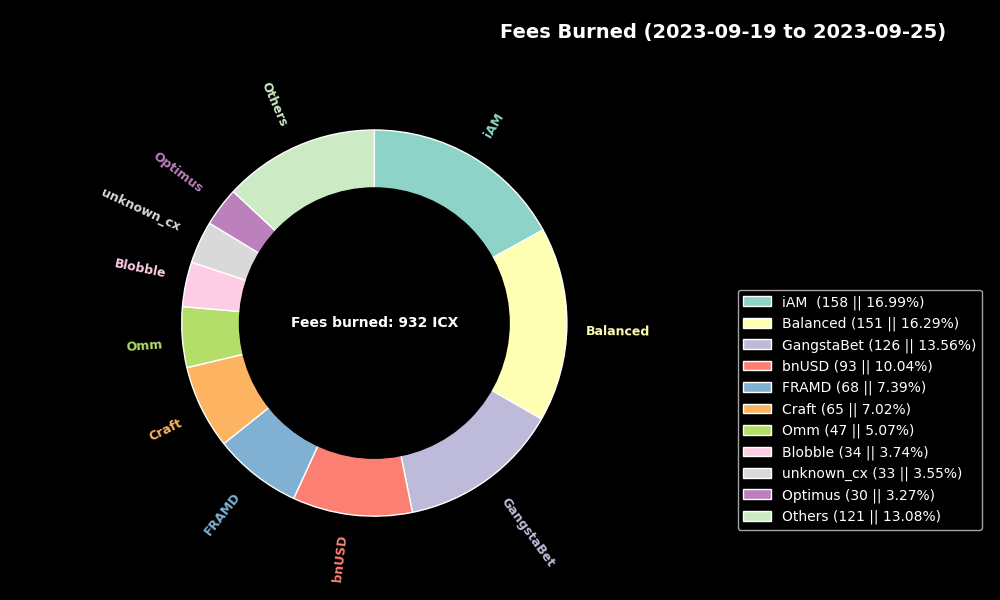 Fees Burned (2023-09-19 to 2023-09-25)
Others
iAM
Optimus
unknown_cx
Blobble
Omm
Craft
FRAMD
bnUSD
GangstaBet
Balanced
Fees burned: 932 ICX
iAM  (158 || 16.99%)
Balanced (151 || 16.29%)
GangstaBet (126 || 13.56%)
bnUSD (93 || 10.04%)
FRAMD (68 || 7.39%)
Craft (65 || 7.02%)
Omm (47 || 5.07%)
Blobble (34 || 3.74%)
unknown_cx (33 || 3.55%)
Optimus (30 || 3.27%)
Others (121 || 13.08%)